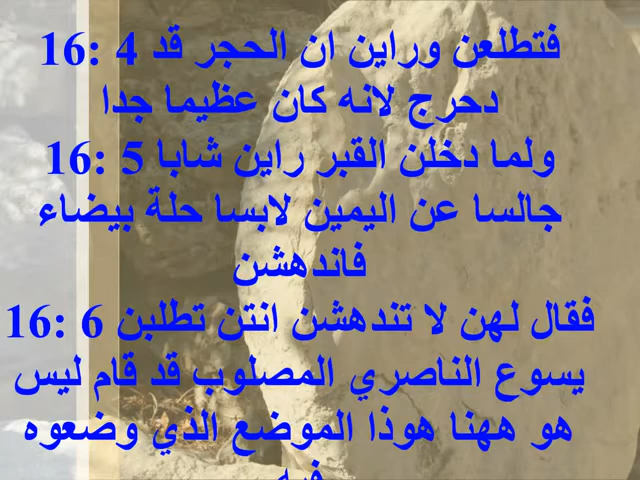 16: 4 فتطلعن وراين ان الحجر قد
دحرج لانه كان عظيما جدا
16: 5 ولما دخلن القبر راين شابا
جالسا عن اليمين لابسا حلة بيضاء
فاندهشن
16: 6 فقال لهن لا تندهشن انتن تطلبن
يسوع الناصري المصلوب قد قام ليس
هو ههنا هوذا الموضع الذي وضعوه
فيه